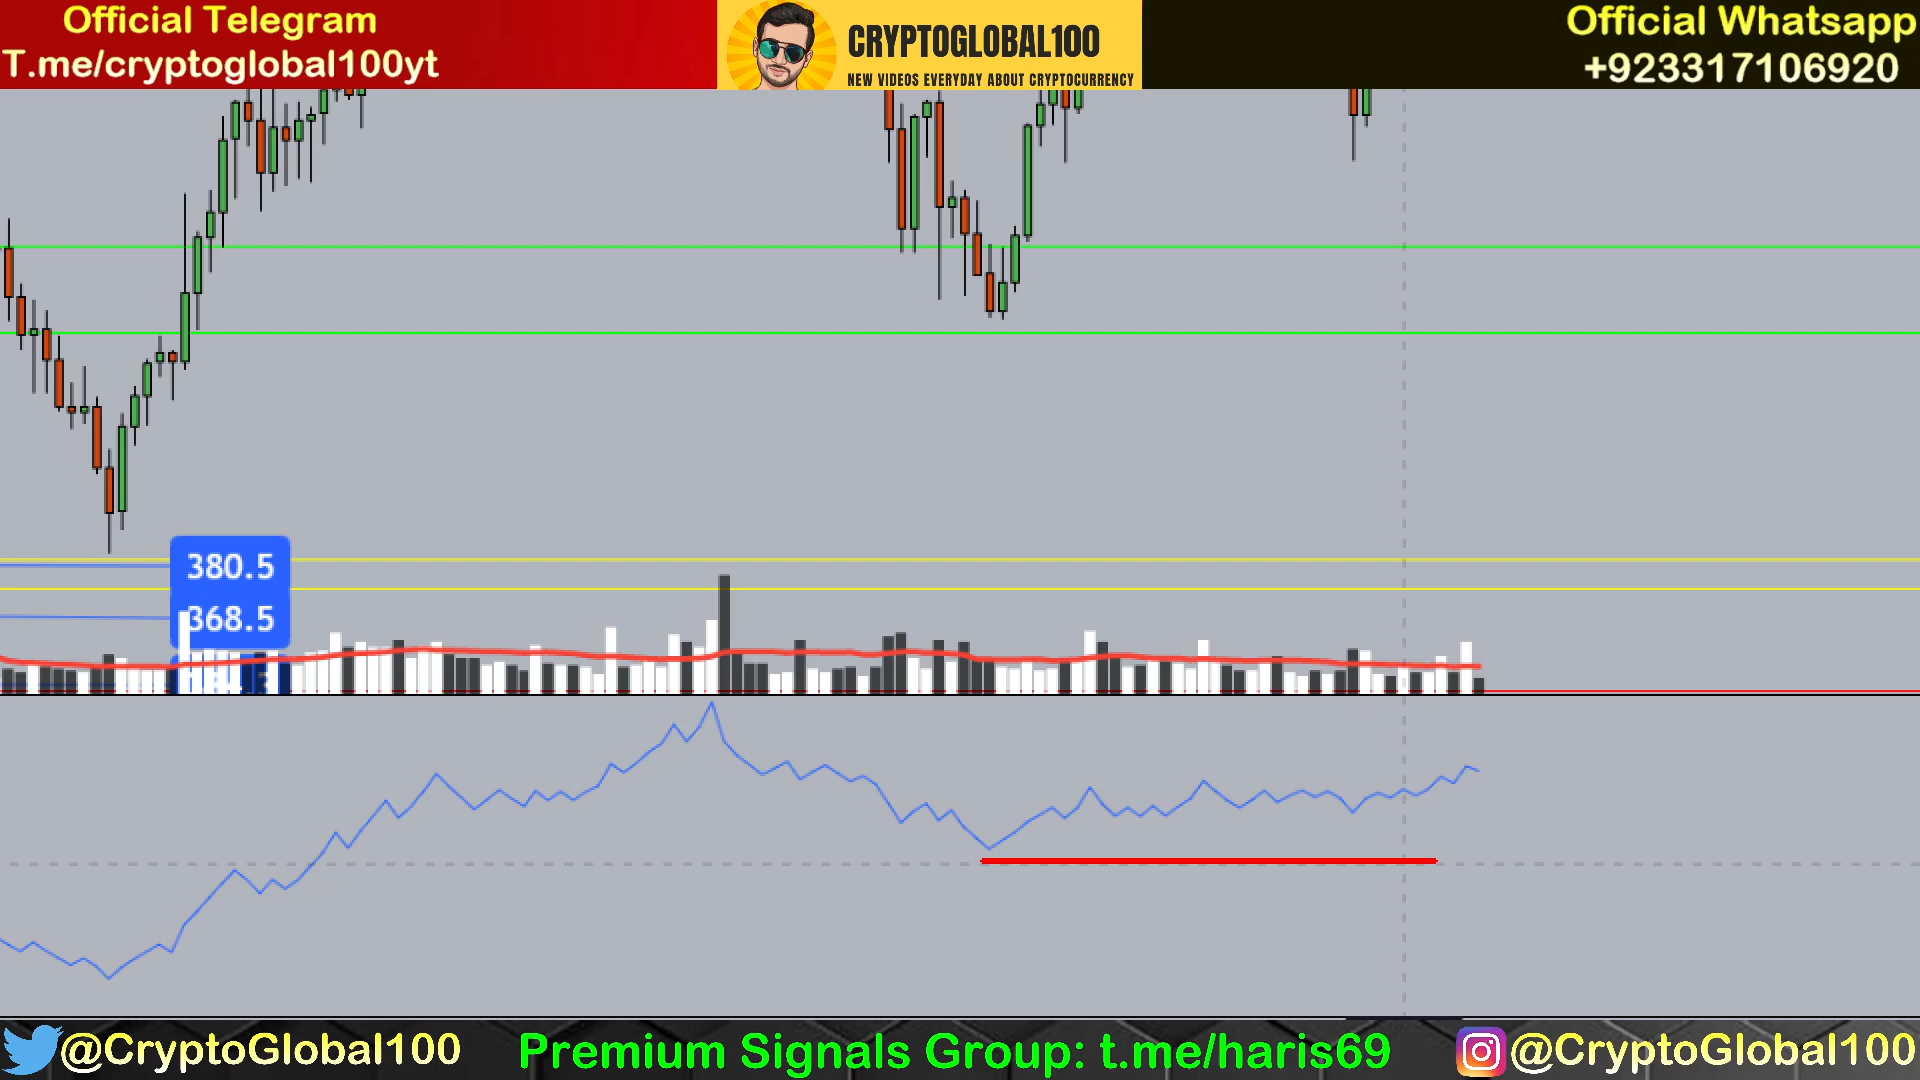 Official Telegram
T.me/cryptoglobal100yt
CRYPTOGLOBAL100
NEW VIDEOS EVERYDAY ABOUT CRYPTOCURRENCY
Official Whatsapp
+923317106920
380.5
368.5
@CryptoGlobal100
Premium Signals Group: t.me/haris69
@CryptoGlobal100